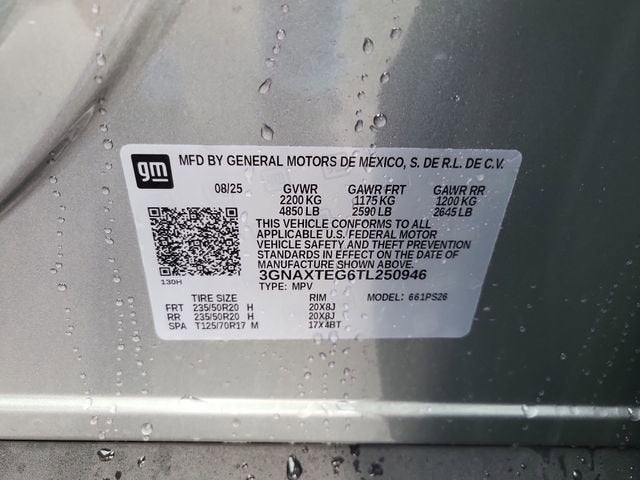 gm MFD BY GENERAL MOTORS DE MEXICO, S. DE R.L. DE C.V.
08/25 GVWR GAWR FRT GAWR RR
2200 KG 1175 KG 1200 KG
4850 LB 2590 LB 2645 LB
THIS VEHICLE CONFORMS TO ALL
APPLICABLE U.S. FEDERAL MOTOR
VEHICLE SAFETY AND THEFT PREVENTION
STANDARDS IN EFFECT ON THE DATE OF
MANUFACTURE SHOWN ABOVE.
3GNAXTEG6TL250946
130H TYPE: MPV
TIRE SIZE RIM MODEL: 661PS26
FRT 235/50R20 H 20X8J
RR 235/50R20 H 20X8J
SPA T125/70R17 M 17X4BT